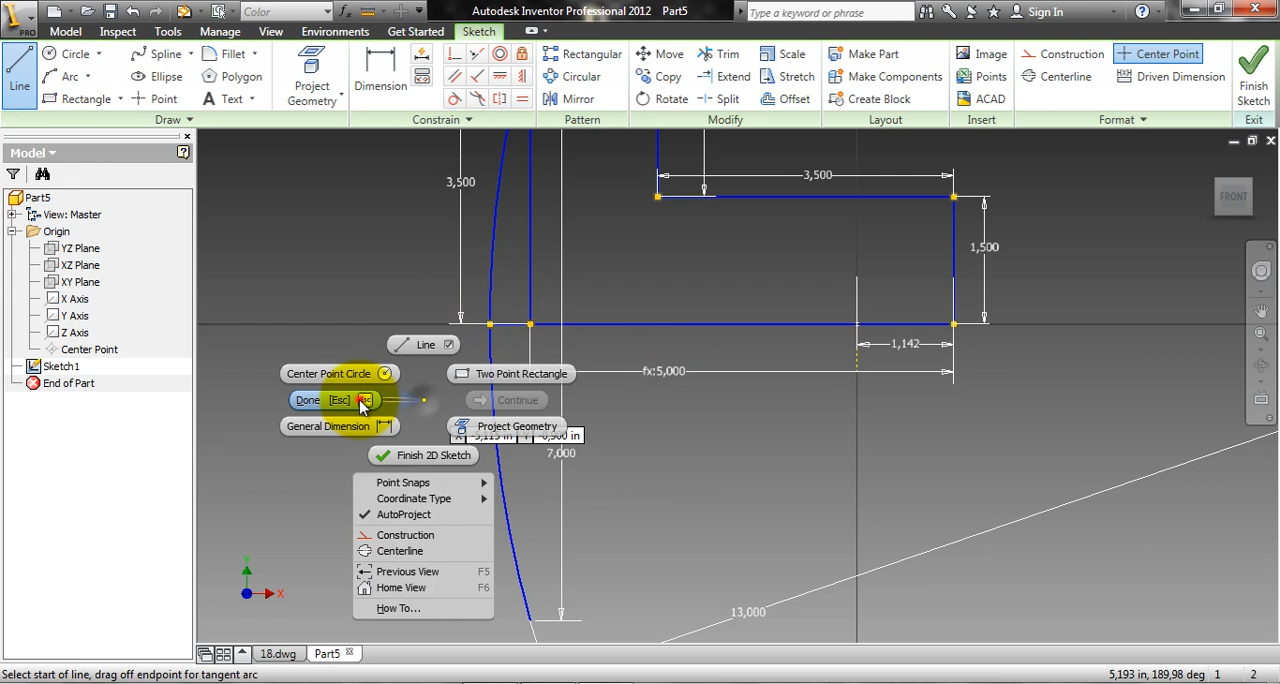 PRO
Color
Autodesk Inventor Professional 2012 Part5
Type a keyword or phrase
Sign In
Model Inspect Tools Manage View Environments Get Started Sketch
Line
Circle
Arc
Rectangle
Spline
Ellipse
Point
Fillet
Polygon
Text
Draw
Project
Geometry
Dimension
Constrain
Rectangular
Circular
Mirror
Pattern
Move
Copy
Rotate
Trim
Extend
Split
Scale
Stretch
Offset
Modify
Make Part
Make Components
Create Block
Layout
Image
Points
ACAD
Insert
Construction
Centerline
Center Point
Driven Dimension
Format
Finish
Sketch
Exit
Model
Part5
View: Master
Origin
YZ Plane
XZ Plane
XY Plane
X Axis
Y Axis
Z Axis
Center Point
Sketch1
End of Part
FRONT
3,500
3,500
1,500
1,142
fx:5,000
7,000
13,000
Line
Center Point Circle
Two Point Rectangle
Done [Esc]
Continue
General Dimension
Project Geometry
Finish 2D Sketch
Point Snaps
Coordinate Type
AutoProject
Construction
Centerline
Previous View F5
Home View F6
How To...
Y
X
18.dwg
Part5
Select start of line, drag off endpoint for tangent arc
5,193 in, 189,98 deg 1 2